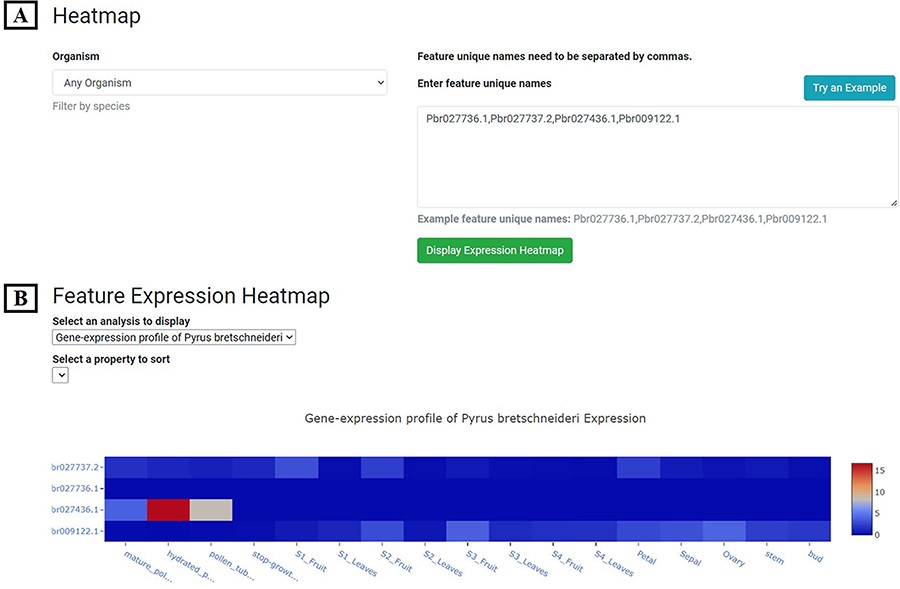 A Heatmap
Organism
Any Organism
Filter by species
Feature unique names need to be separated by commas.
Enter feature unique names
Try an Example
Pbr027736.1,Pbr027737.2,Pbr027436.1,Pbr009122.1
Example feature unique names: Pbr027736.1,Pbr027737.2,Pbr027436.1,Pbr009122.1
Display Expression Heatmap
B Feature Expression Heatmap
Select an analysis to display
Gene-expression profile of Pyrus bretschneideri
Select a property to sort
Gene-expression profile of Pyrus bretschneideri Expression
br027737.2
br027736.1
br027436.1
br009122.1
15
10
5
0
mature_pol...
hydrated_p...
pollen_tub...
stop-growt...
S1_Fruit
S1_Leaves
S2_Fruit
S2_Leaves
S3_Fruit
S3_Leaves
S4_Fruit
S4_Leaves
Petal
Sepal
Ovary
stem
bud